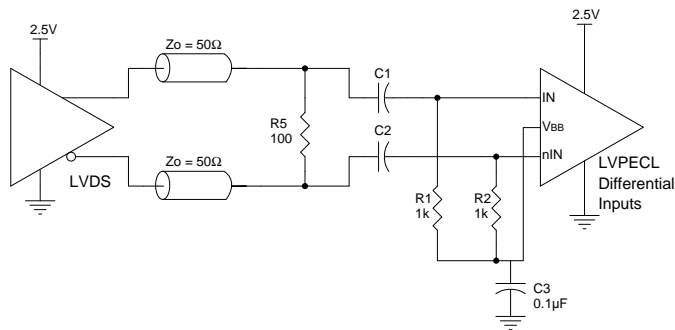 2.5V
2.5V
Zo = 50Ω
C1
IN
R5
100
C2
VBB
nIN
Zo = 50Ω
LVDS
LVPECL
Differential
Inputs
R1
1k
R2
1k
C3
0.1µF